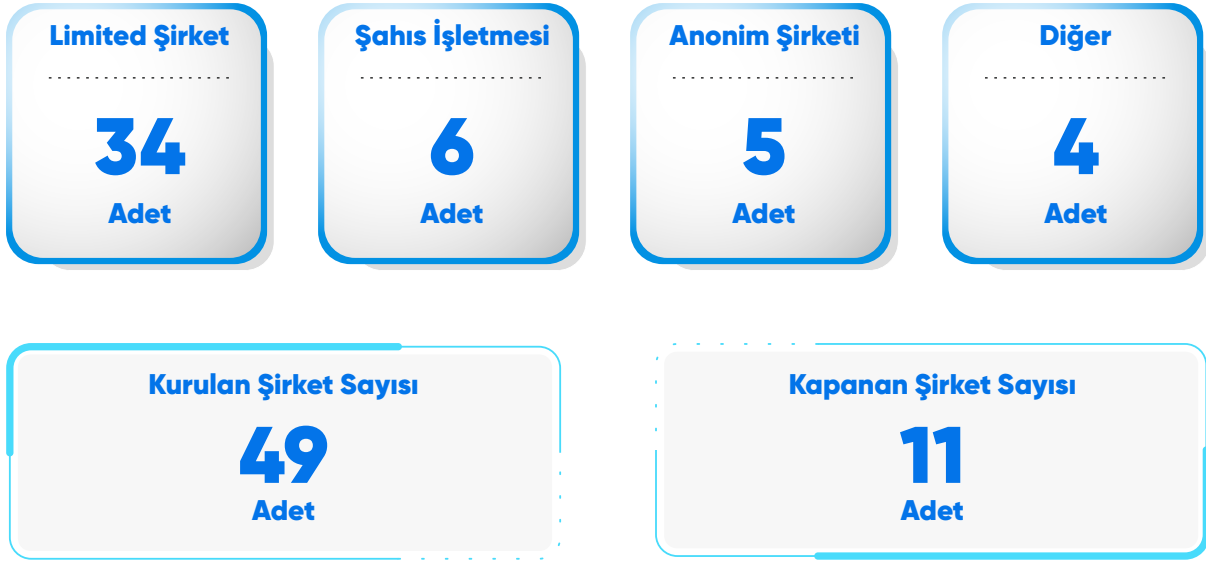 Limited Şirket
34
Adet
Şahıs İşletmesi
6
Adet
Anonim Şirketi
5
Adet
Diğer
4
Adet
Kurulan Şirket Sayısı
49
Adet
Kapanan Şirket Sayısı
11
Adet